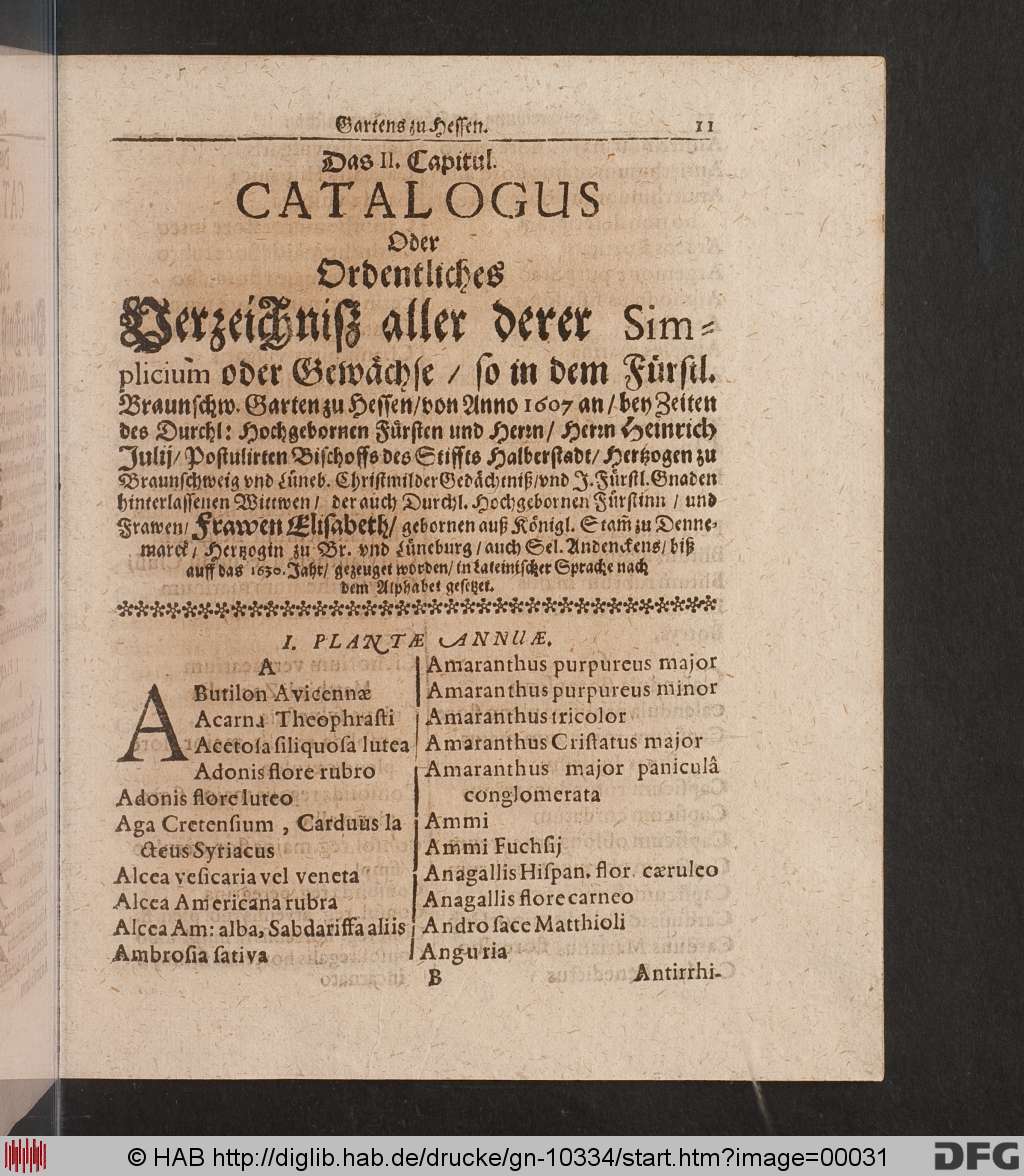 Gartens zu Hessen. 11
Das II. Capitul.
CATALOGUS
Oder
Ordentliches
Verzeichniß aller derer Sim-
plicium̃ oder Gewächse / so in dem Fürstl.
Braunschw. Garten zu Hessen / von Anno 1607 an / bey Zeiten
des Durchl: Hochgebornen Fürsten und Herrn / Herrn Heinrich
Julij / Postulirten Bischoffs des Stiffts Halberstadt / Hertzogen zu
Braunschweig vnd Lüneb. Christmilder Gedächtniß / vnd J. Fürstl. Gnaden
hinterlassenen Wittwen / der auch Durchl. Hochgebornen Fürstinn / und
Frawen / Frawen Elisabeth / gebornen auß Königl. Stam̃ zu Denne-
marck / Hertzogin zu Br. vnd Lüneburg / auch Sel. Andenckens / biß
auff das 1630. Jahr / gezeuget worden / in Lateinischer Sprache nach
dem Alphabet gesetzet.
I. PLANTÆ ANNUÆ.
A
AButilon Avicennæ
Acarna Theophrasti
Acetosa siliquosa lutea
Adonis flore rubro
Adonis flore luteo
Aga Cretensium , Carduus la
cteus Syriacus
Alcea vesicaria vel veneta
Alcea Americana rubra
Alcea Am: alba, Sabdariffa aliis
Ambrosia sativa
Amaranthus purpureus major
Amaranthus purpureus minor
Amaranthus tricolor
Amaranthus Cristatus major
Amaranthus major paniculâ
conglomerata
Ammi
Ammi Fuchsij
Anagallis Hispan. flor. cæruleo
Anagallis flore carneo
Androsace Matthioli
Anguria
B Antirrhi-
© HAB http://diglib.hab.de/drucke/gn-10334/start.htm?image=00031
DFG